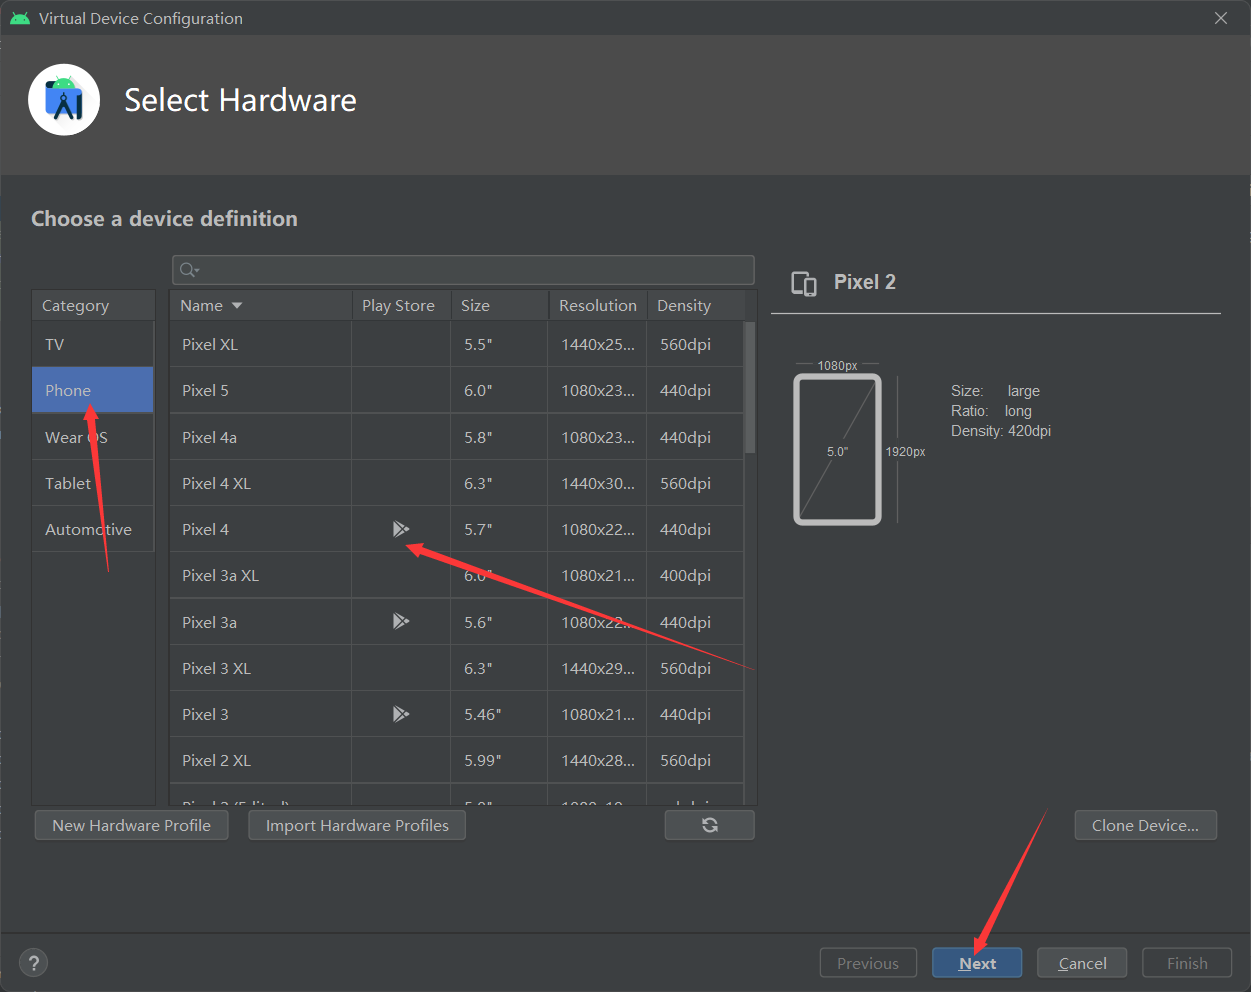 Virtual Device Configuration
Select Hardware
Choose a device definition
Category
TV
Phone
Wear OS
Tablet
Automotive
Name Play Store Size Resolution Density
Pixel XL 5.5" 1440x25... 560dpi
Pixel 5 6.0" 1080x23... 440dpi
Pixel 4a 5.8" 1080x23... 440dpi
Pixel 4 XL 6.3" 1440x30... 560dpi
Pixel 4 5.7" 1080x22... 440dpi
Pixel 3a XL 6.0" 1080x21... 400dpi
Pixel 3a 5.6" 1080x22... 440dpi
Pixel 3 XL 6.3" 1440x29... 560dpi
Pixel 3 5.46" 1080x21... 440dpi
Pixel 2 XL 5.99" 1440x28... 560dpi
Pixel 2
1080px
5.0"
1920px
Size: large
Ratio: long
Density: 420dpi
New Hardware Profile
Import Hardware Profiles
Clone Device...
?
Previous
Next
Cancel
Finish